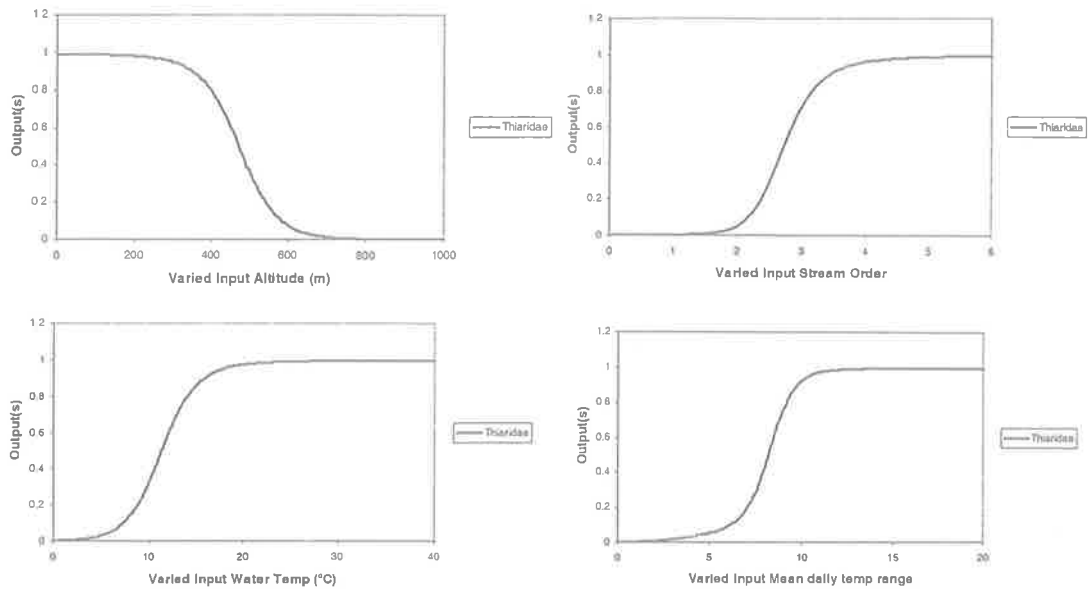 1.2
1
0.8
0.6
0.4
0.2
0
Output(s)
0 200 400 600 800 1000
Varied Input Altitude (m)
Thiaridae
1.2
1
0.8
0.6
0.4
0.2
0
Output(s)
0 1 2 3 4 5 6
Varied Input Stream Order
Thiaridae
1.2
1
0.8
0.6
0.4
0.2
0
Output(s)
0 10 20 30 40
Varied Input Water Temp (°C)
Thiaridae
1.2
1
0.8
0.6
0.4
0.2
0
Output(s)
0 5 10 15 20
Varied Input Mean daily temp range
Thiaridae